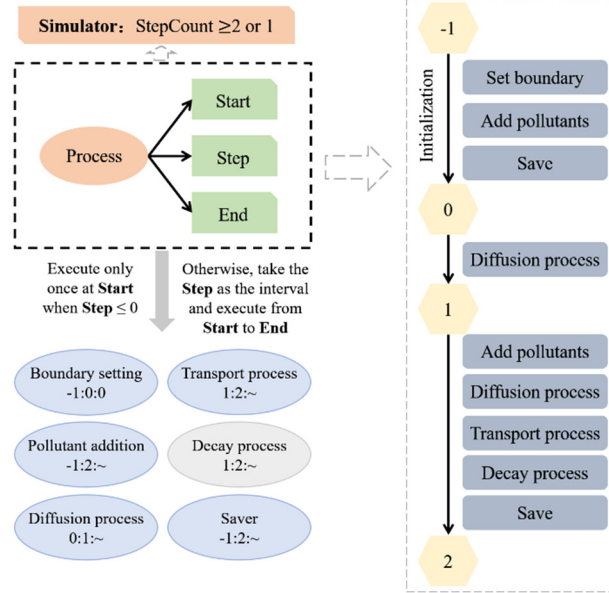 Simulator: StepCount ≥2 or 1
Process
Start
Step
End
Execute only
once at Start
when Step ≤ 0
Otherwise, take the
Step as the interval
and execute from
Start to End
Boundary setting
-1:0:0
Transport process
1:2:~
Pollutant addition
-1:2:~
Decay process
1:2:~
Diffusion process
0:1:~
Saver
-1:2:~
-1
Initialization
Set boundary
Add pollutants
Save
0
Diffusion process
1
Add pollutants
Diffusion process
Transport process
Decay process
Save
2